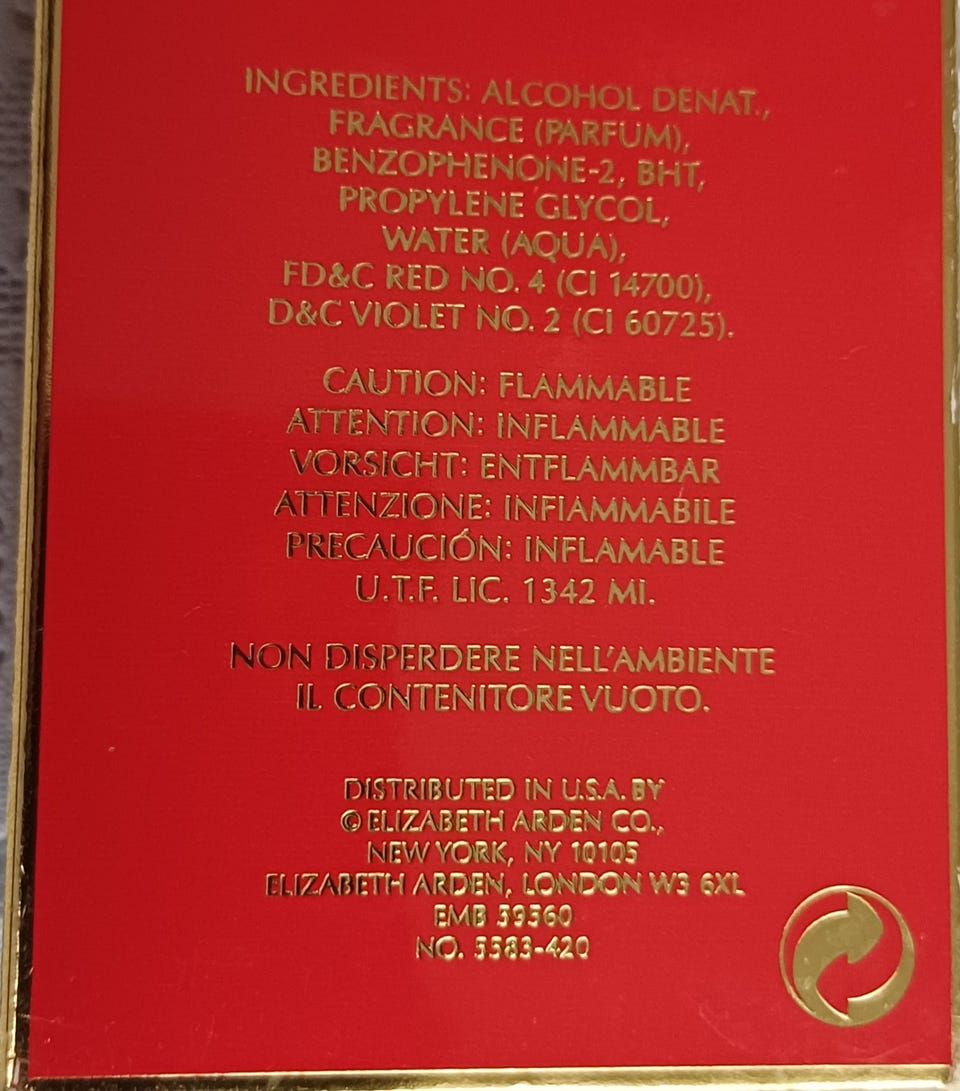 INGREDIENTS: ALCOHOL DENAT.,
FRAGRANCE (PARFUM),
BENZOPHENONE-2, BHT,
PROPYLENE GLYCOL,
WATER (AQUA),
FD&C RED NO. 4 (CI 14700),
D&C VIOLET NO. 2 (CI 60725).
CAUTION: FLAMMABLE
ATTENTION: INFLAMMABLE
VORSICHT: ENTFLAMMBAR
ATTENZIONE: INFIAMMABILE
PRECAUCIÓN: INFLAMABLE
U.T.F. LIC. 1342 MI.
NON DISPERDERE NELL'AMBIENTE
IL CONTENITORE VUOTO.
DISTRIBUTED IN U.S.A. BY
© ELIZABETH ARDEN CO.,
NEW YORK, NY 10105
ELIZABETH ARDEN, LONDON W3 6XL
EMB 59360
NO. 5583-420